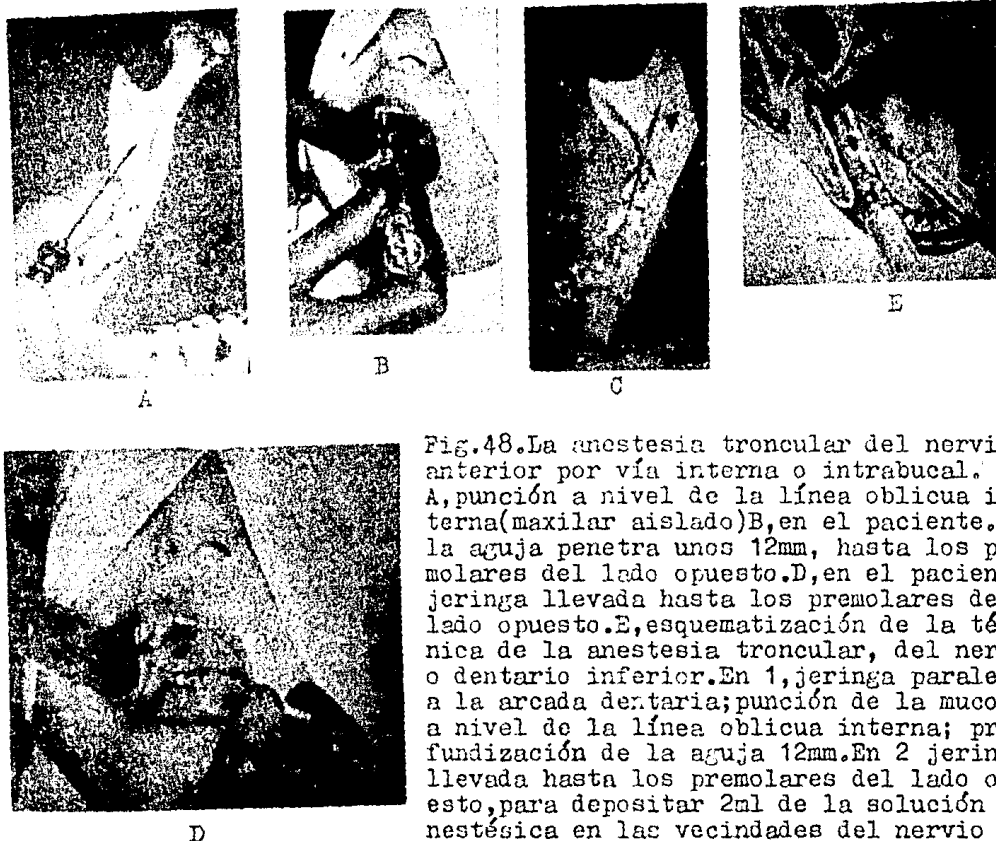 A
B
C
E
D
Fig.48.La anestesia troncular del nervi
anterior por vía interna o intrabucal.
A,punción a nivel de la línea oblicua i
terna(maxilar aislado)B,en el paciente.
la aguja penetra unos 12mm, hasta los p
molares del lado opuesto.D,en el pacien
jeringa llevada hasta los premolares de
lado opuesto.E,esquematización de la té
nica de la anestesia troncular, del ner
o dentario inferior.En 1,jeringa parale
a la arcada dentaria;punción de la muco
a nivel de la línea oblicua interna; pr
fundización de la aguja 12mm.En 2 jerin
llevada hasta los premolares del lado o
esto,para depositar 2ml de la solución
nestésica en las vecindades del nervio